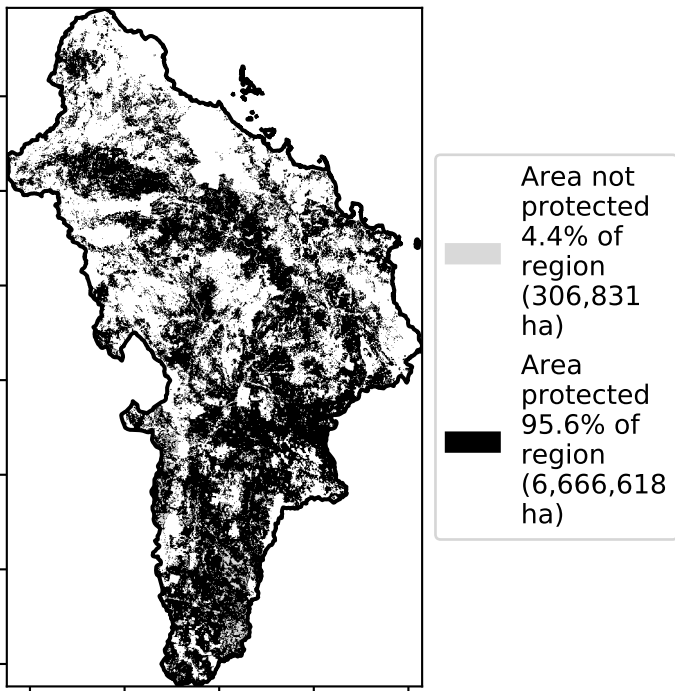 Area not
protected
4.4% of
region
(306,831
ha)
Area
protected
95.6% of
region
(6,666,618
ha)